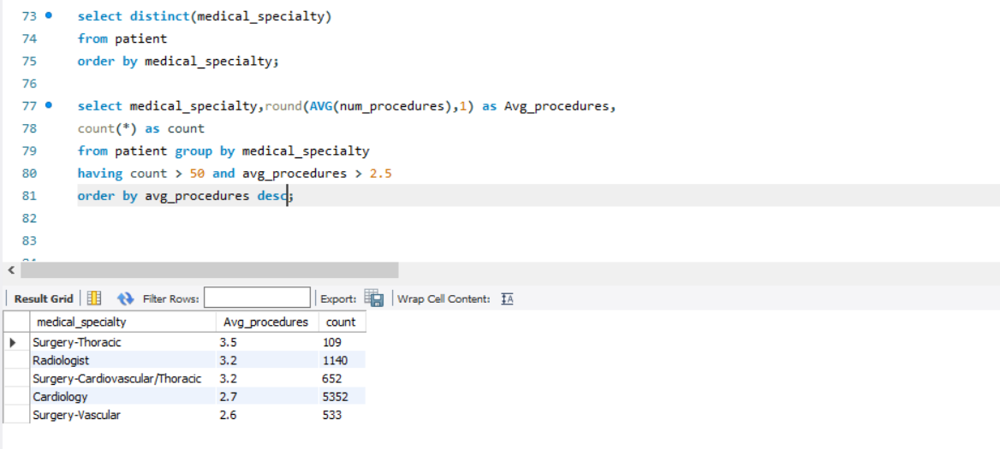 73 select distinct(medical_specialty)
74 from patient
75 order by medical_specialty;
76
77 select medical_specialty,round(AVG(num_procedures),1) as Avg_procedures,
78 count(*) as count
79 from patient group by medical_specialty
80 having count > 50 and avg_procedures > 2.5
81 order by avg_procedures desc;
82
83
Result Grid Filter Rows: Export: Wrap Cell Content:
medical_specialty Avg_procedures count
Surgery-Thoracic 3.5 109
Radiologist 3.2 1140
Surgery-Cardiovascular/Thoracic 3.2 652
Cardiology 2.7 5352
Surgery-Vascular 2.6 533